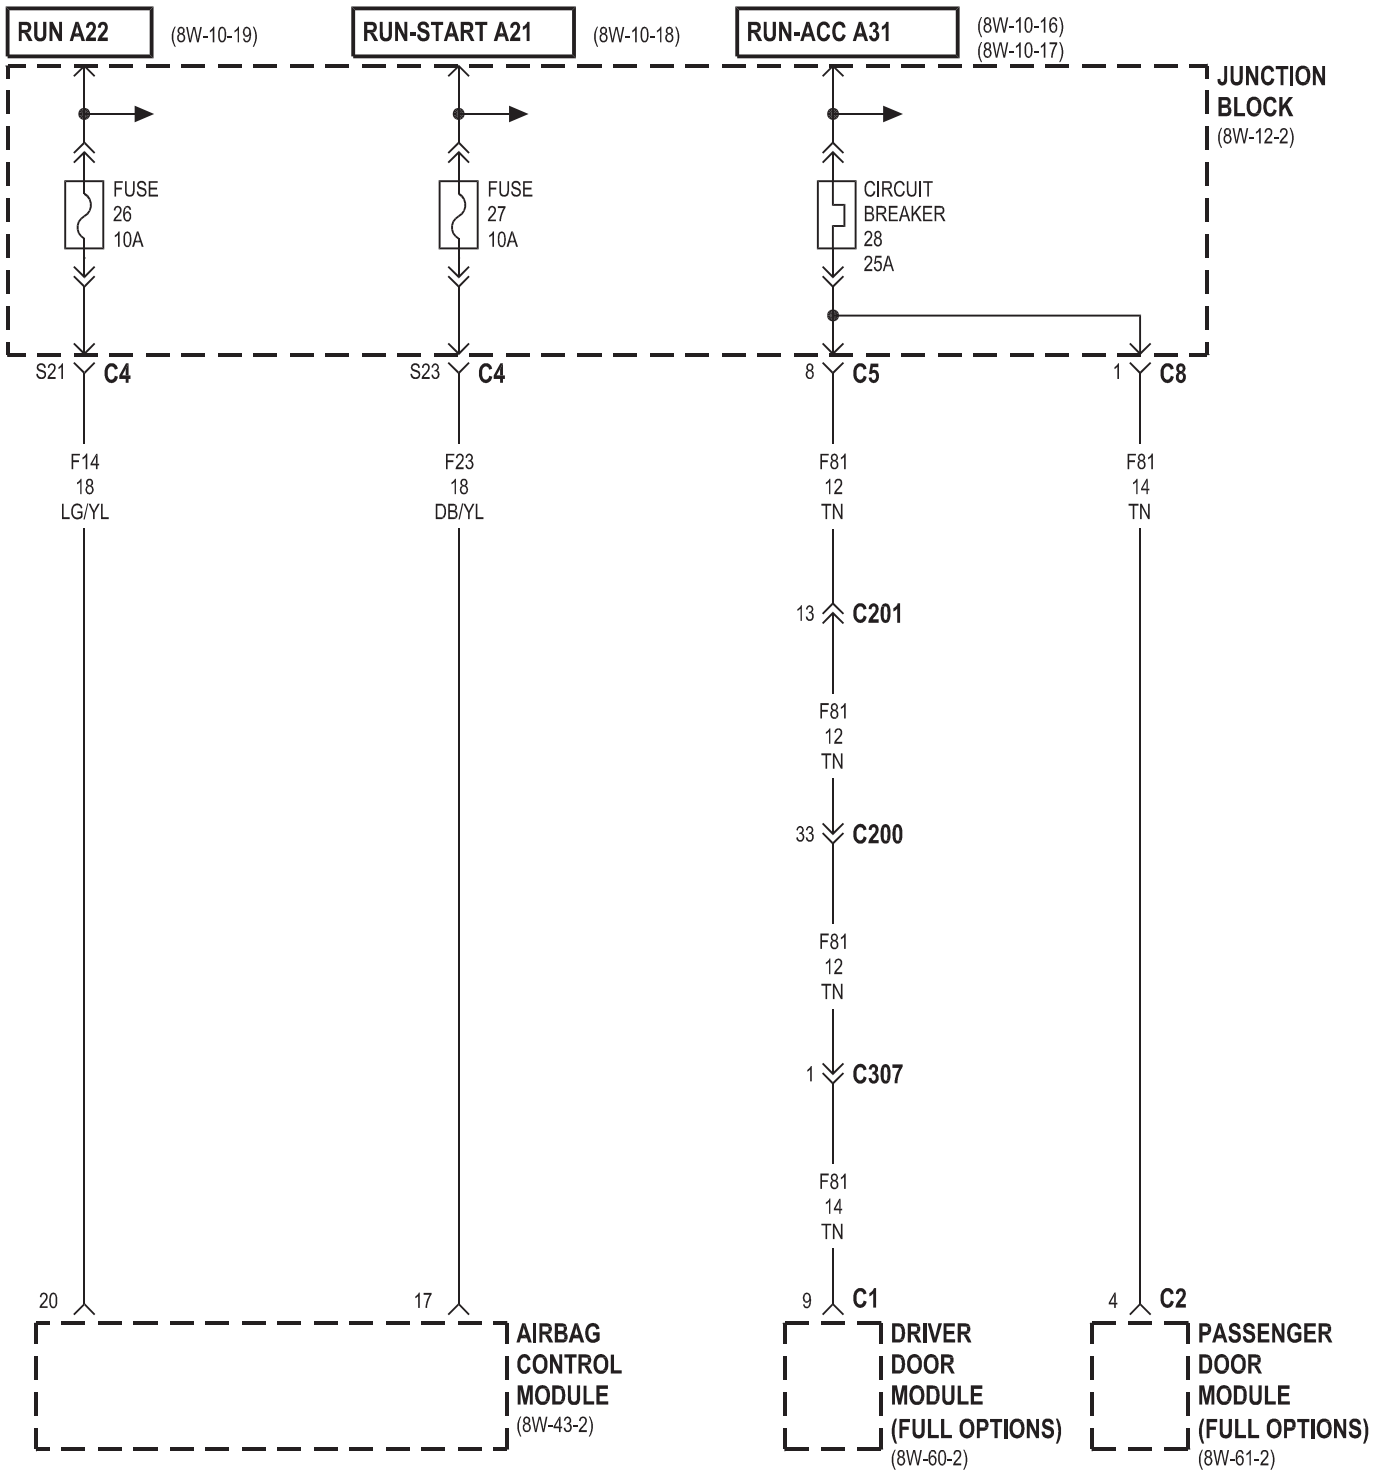 RUN A22
(8W-10-19)
RUN-START A21
(8W-10-18)
RUN-ACC A31
(8W-10-16)
(8W-10-17)
JUNCTION
BLOCK
(8W-12-2)
FUSE
26
10A
FUSE
27
10A
CIRCUIT
BREAKER
28
25A
S21
C4
S23
C4
8
C5
1
C8
F14
18
LG/YL
F23
18
DB/YL
F81
12
TN
F81
14
TN
13
C201
F81
12
TN
33
C200
F81
12
TN
1
C307
F81
14
TN
20
17
9
C1
4
C2
AIRBAG
CONTROL
MODULE
(8W-43-2)
DRIVER
DOOR
MODULE
(FULL OPTIONS)
(8W-60-2)
PASSENGER
DOOR
MODULE
(FULL OPTIONS)
(8W-61-2)